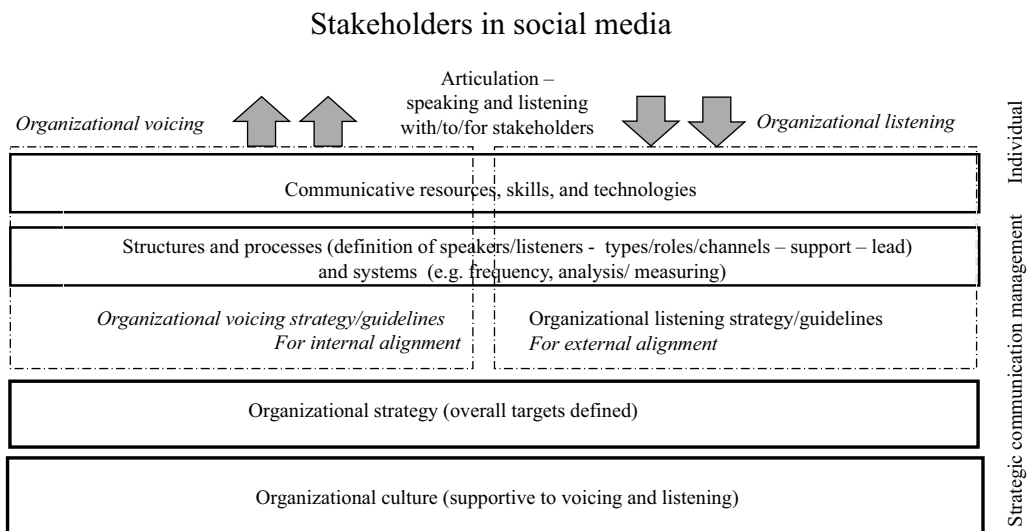 Stakeholders in social media
Articulation –
speaking and listening
with/to/for stakeholders
Organizational voicing
Organizational listening
Communicative resources, skills, and technologies
Structures and processes (definition of speakers/listeners - types/roles/channels – support – lead)
and systems (e.g. frequency, analysis/ measuring)
Organizational voicing strategy/guidelines
For internal alignment
Organizational listening strategy/guidelines
For external alignment
Organizational strategy (overall targets defined)
Organizational culture (supportive to voicing and listening)
Individual
Strategic communication management